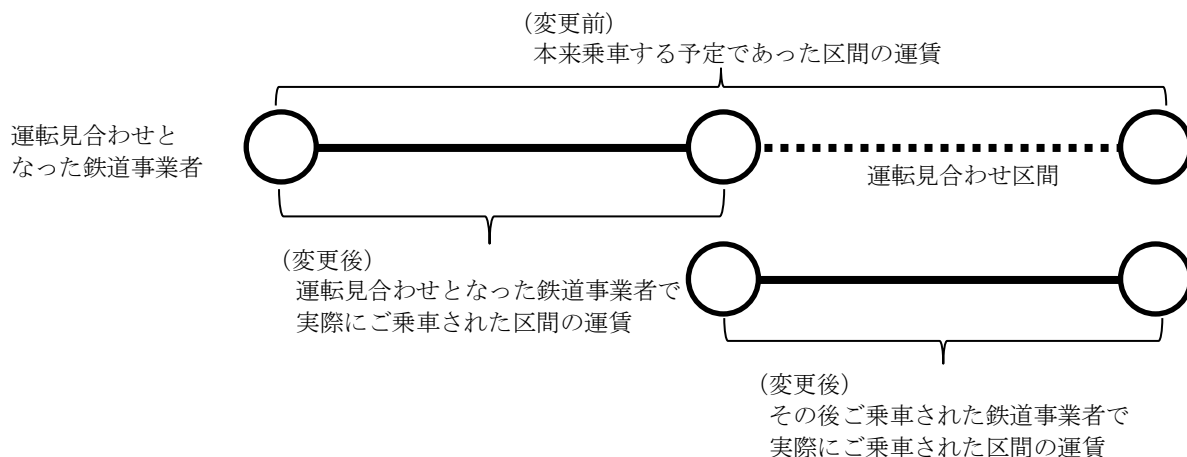 (変更前)
本来乗車する予定であった区間の運賃
運転見合わせと
なった鉄道事業者
運転見合わせ区間
(変更後)
運転見合わせとなった鉄道事業者で
実際にご乗車された区間の運賃
(変更後)
その後ご乗車された鉄道事業者で
実際にご乗車された区間の運賃